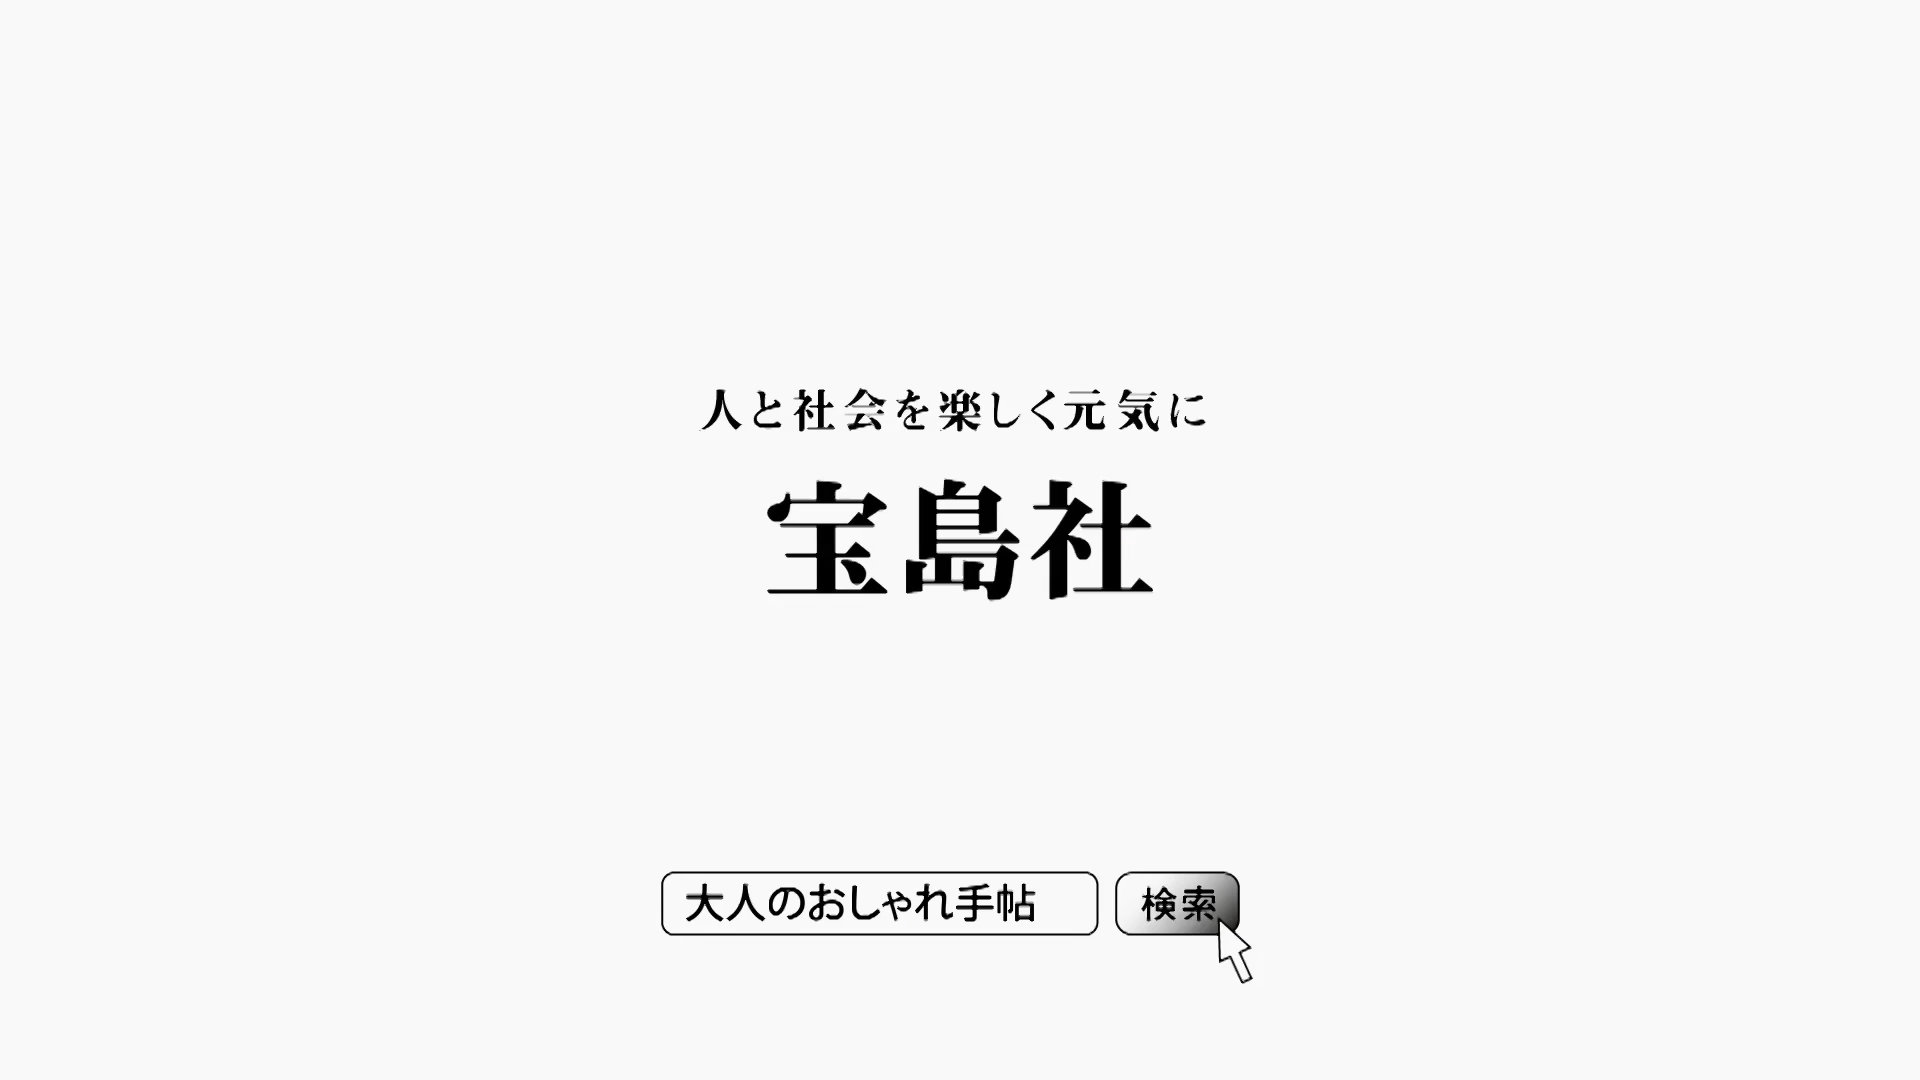 人と社会を楽しく元気に
宝島社
大人のおしゃれ手帖 検索